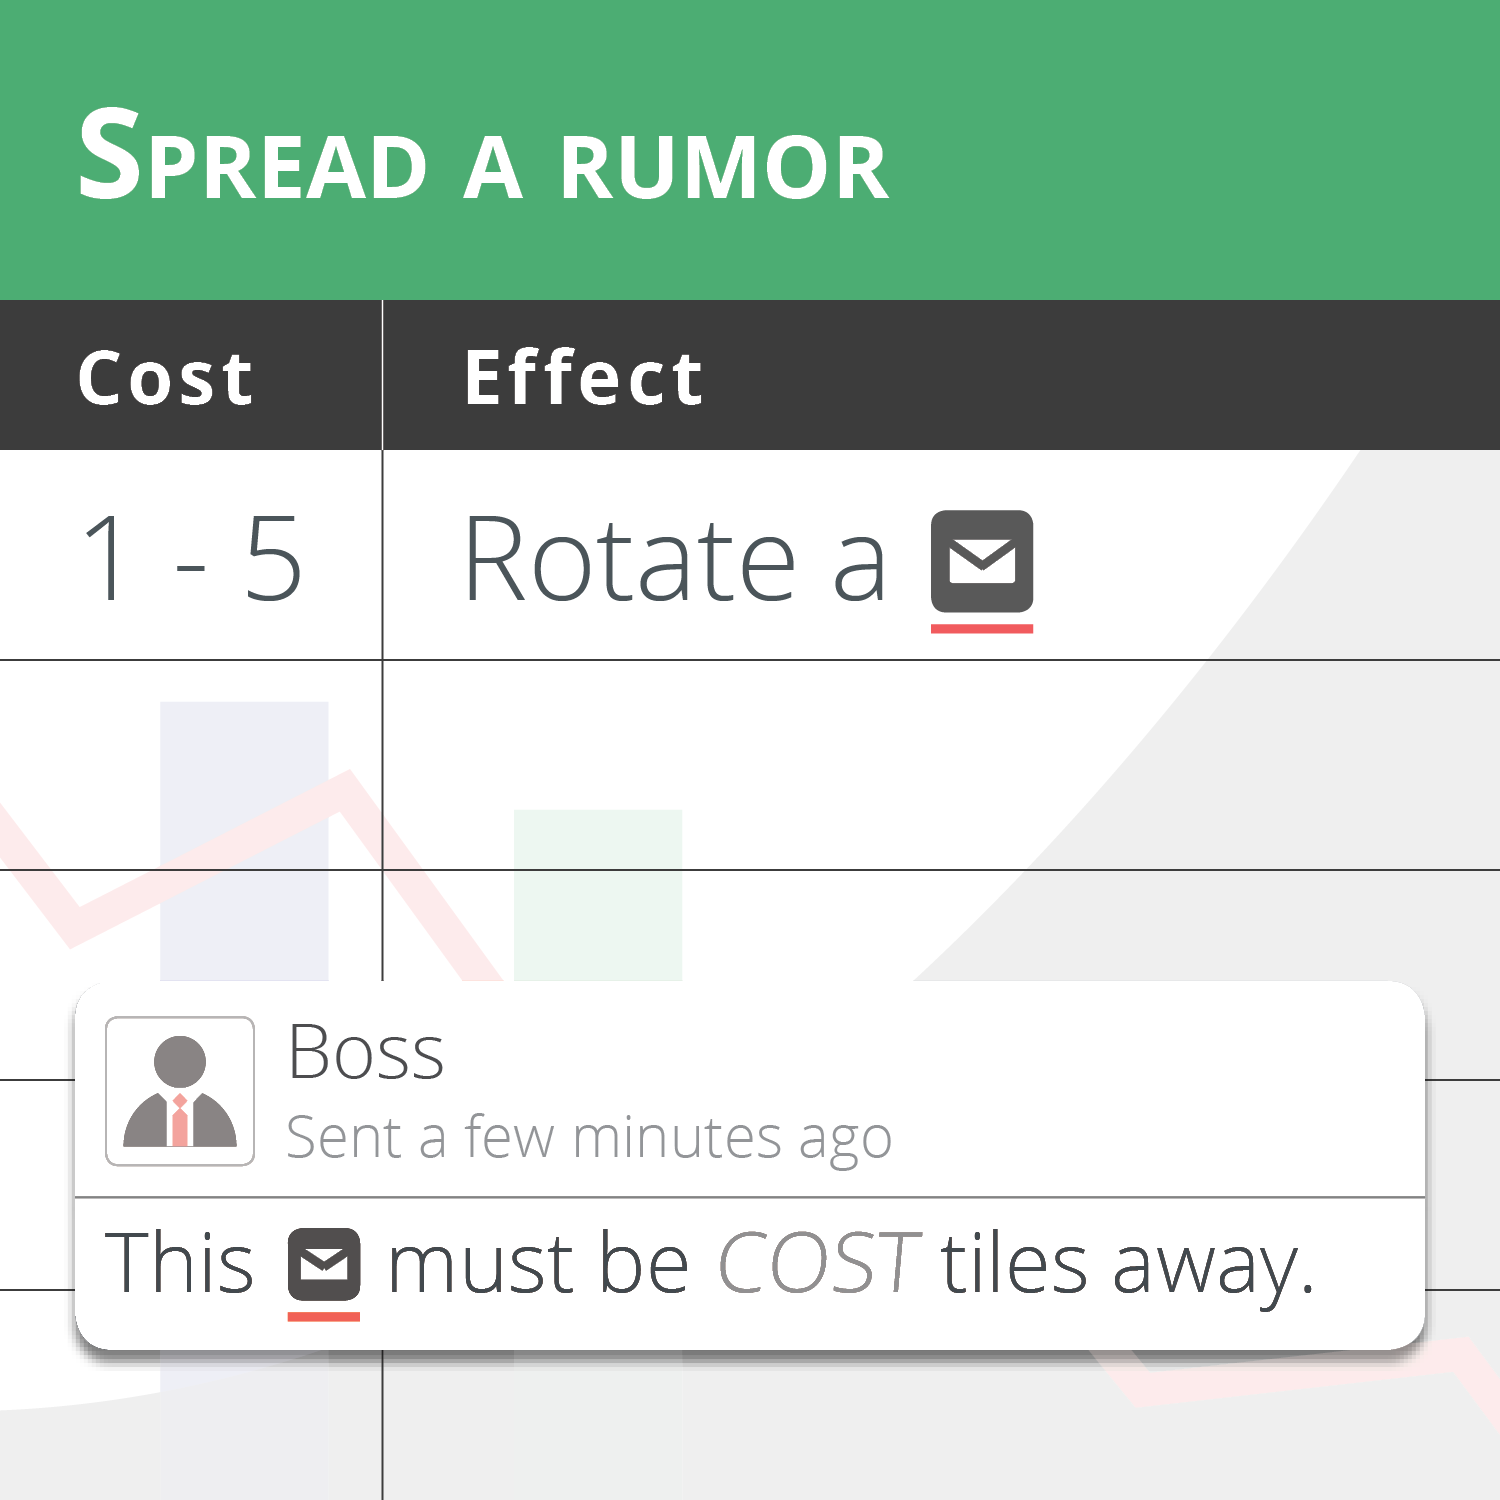 Spread a rumor
Cost Effect
1 - 5 Rotate a
Boss
Sent a few minutes ago
This must be COST tiles away.